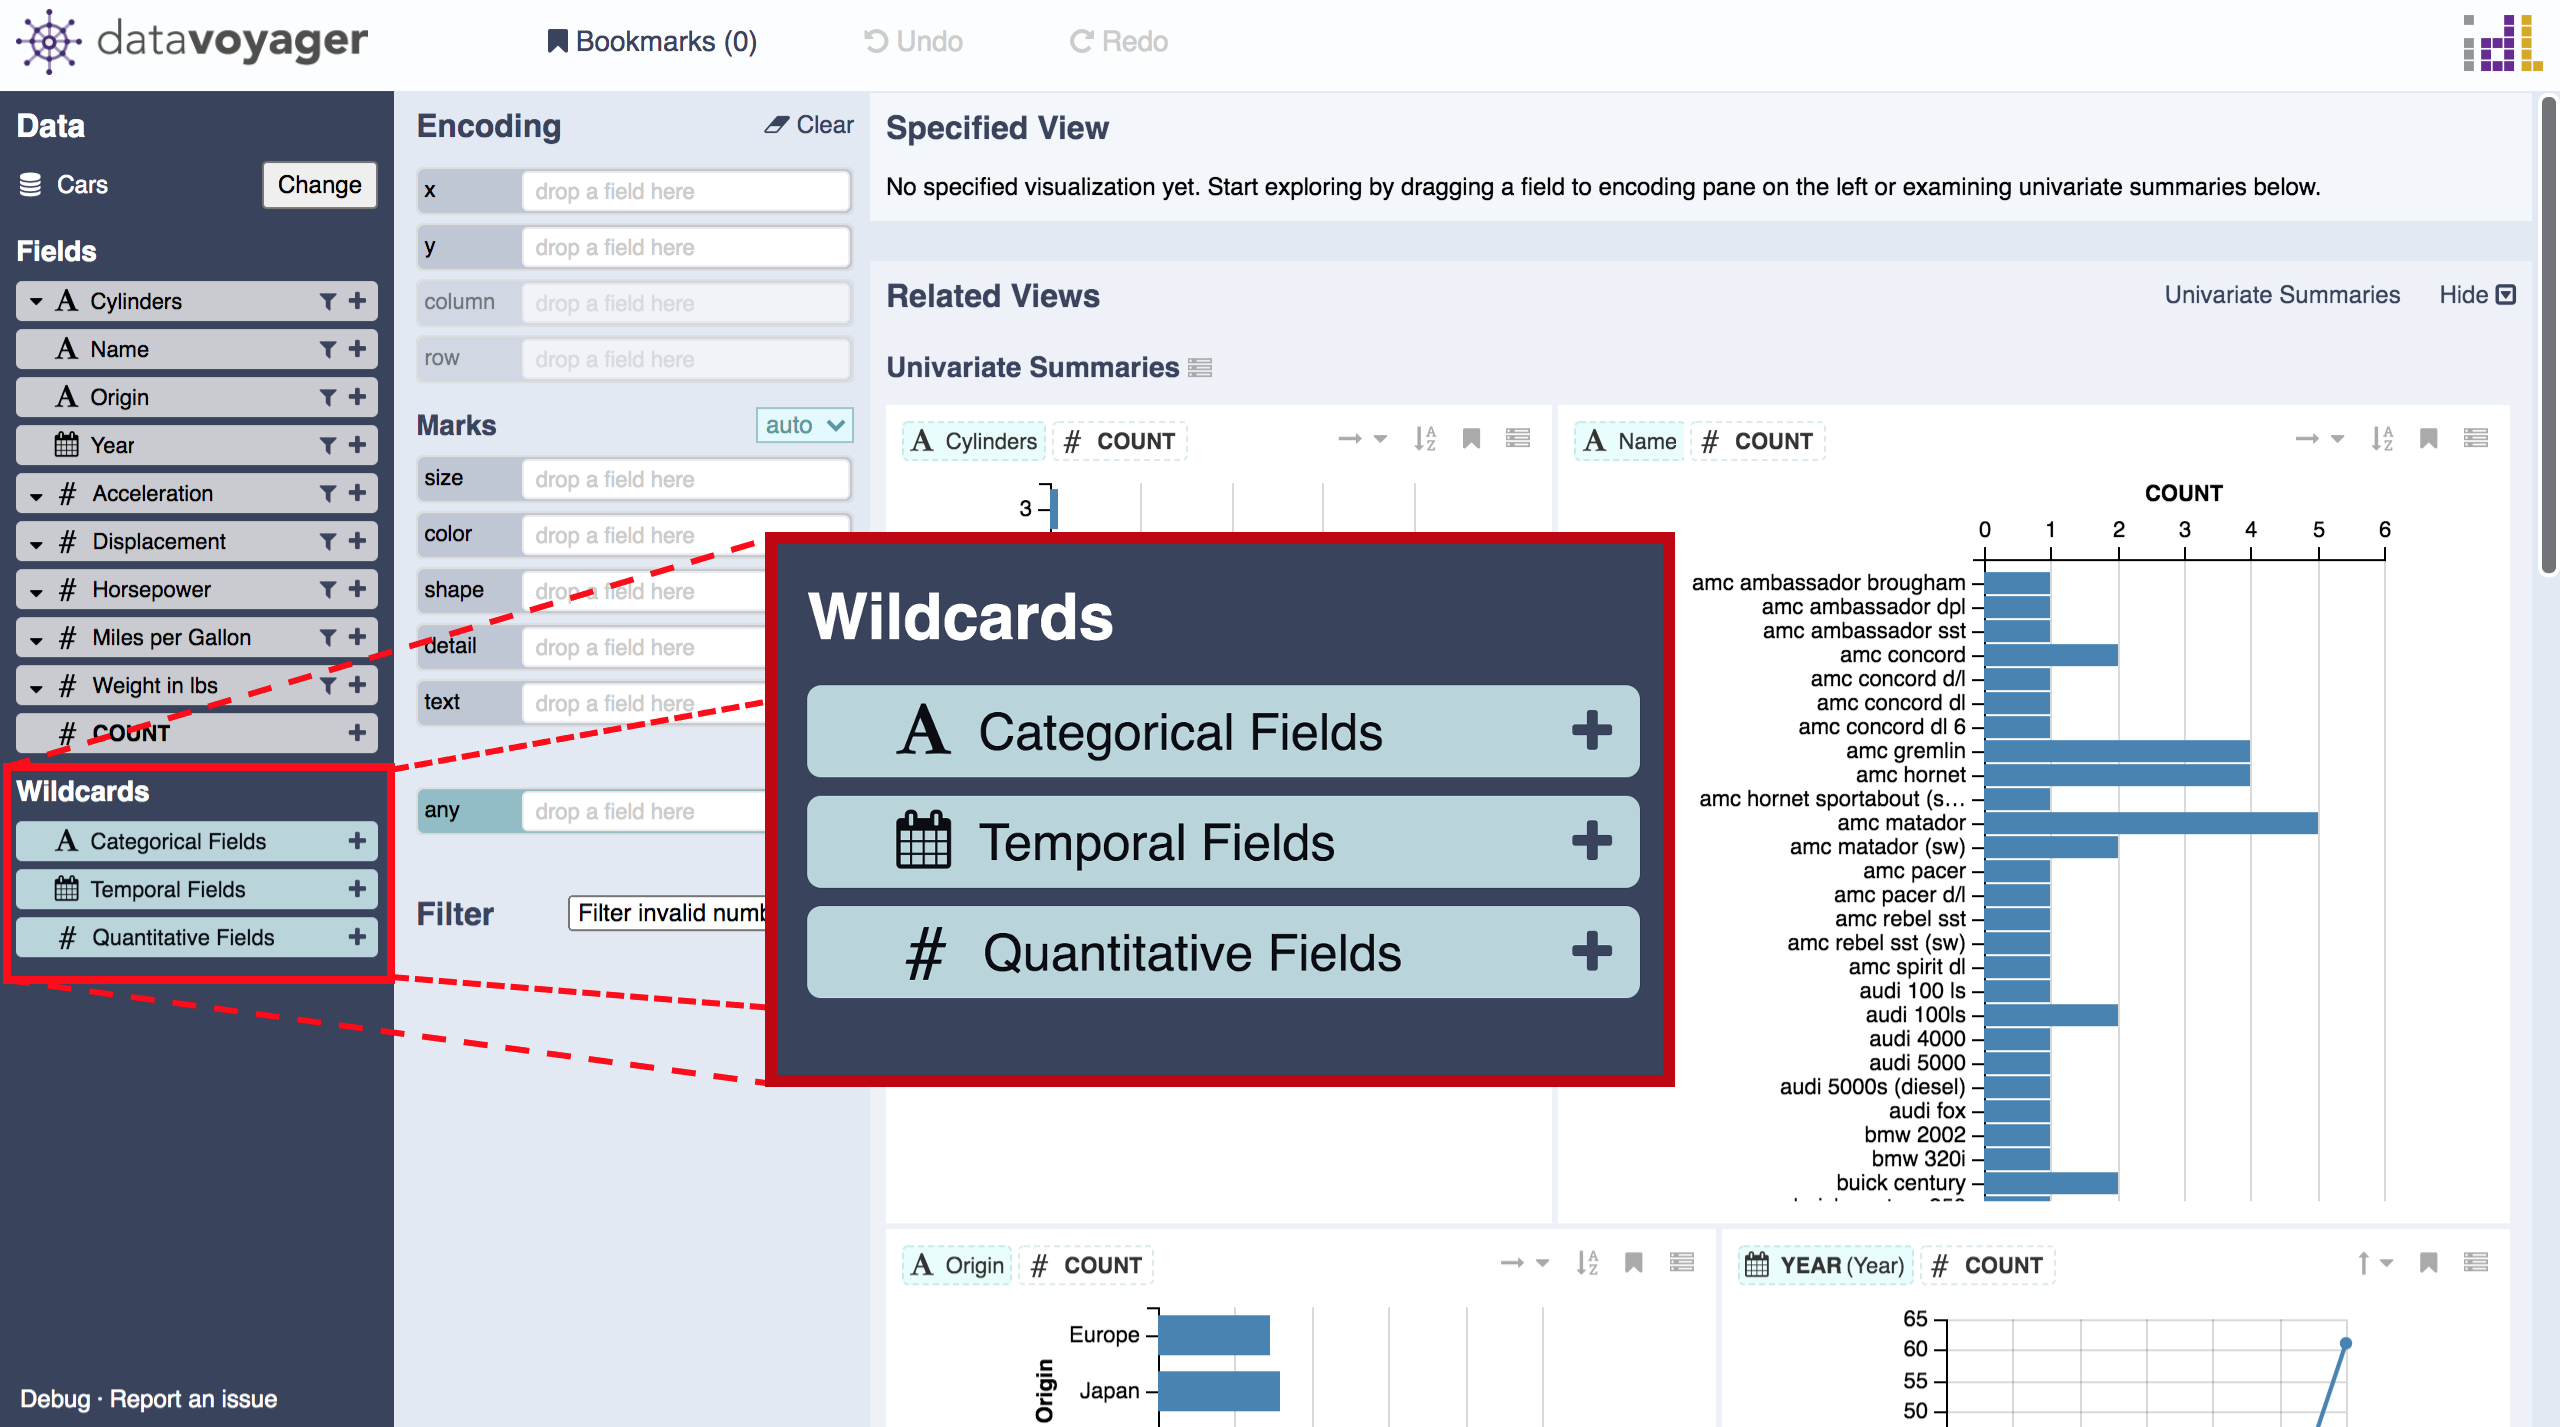 datavoyager
Bookmarks (0)
Undo
Redo
idl
Data
Cars
Change
Fields
A Cylinders
A Name
A Origin
Year
# Acceleration
# Displacement
# Horsepower
# Miles per Gallon
# Weight in lbs
# COUNT
Wildcards
A Categorical Fields
Temporal Fields
# Quantitative Fields
Debug · Report an issue
Encoding
Clear
x drop a field here
y drop a field here
column drop a field here
row drop a field here
Marks
auto
size drop a field here
color drop a field here
shape drop a field here
detail drop a field here
text drop a field here
any drop a field here
Filter
Filter invalid numb
Wildcards
A Categorical Fields
Temporal Fields
# Quantitative Fields
Specified View
No specified visualization yet. Start exploring by dragging a field to encoding pane on the left or examining univariate summaries below.
Related Views
Univariate Summaries
Hide
Univariate Summaries
A Cylinders # COUNT
3
A Name # COUNT
COUNT
0 1 2 3 4 5 6
amc ambassador brougham
amc ambassador dpl
amc ambassador sst
amc concord
amc concord d/l
amc concord dl
amc concord dl 6
amc gremlin
amc hornet
amc hornet sportabout (s...
amc matador
amc matador (sw)
amc pacer
amc pacer d/l
amc rebel sst
amc rebel sst (sw)
amc spirit dl
audi 100 ls
audi 100ls
audi 4000
audi 5000
audi 5000s (diesel)
audi fox
bmw 2002
bmw 320i
buick century
A Origin # COUNT
Europe
Japan
Origin
YEAR (Year) # COUNT
65
60
55
50